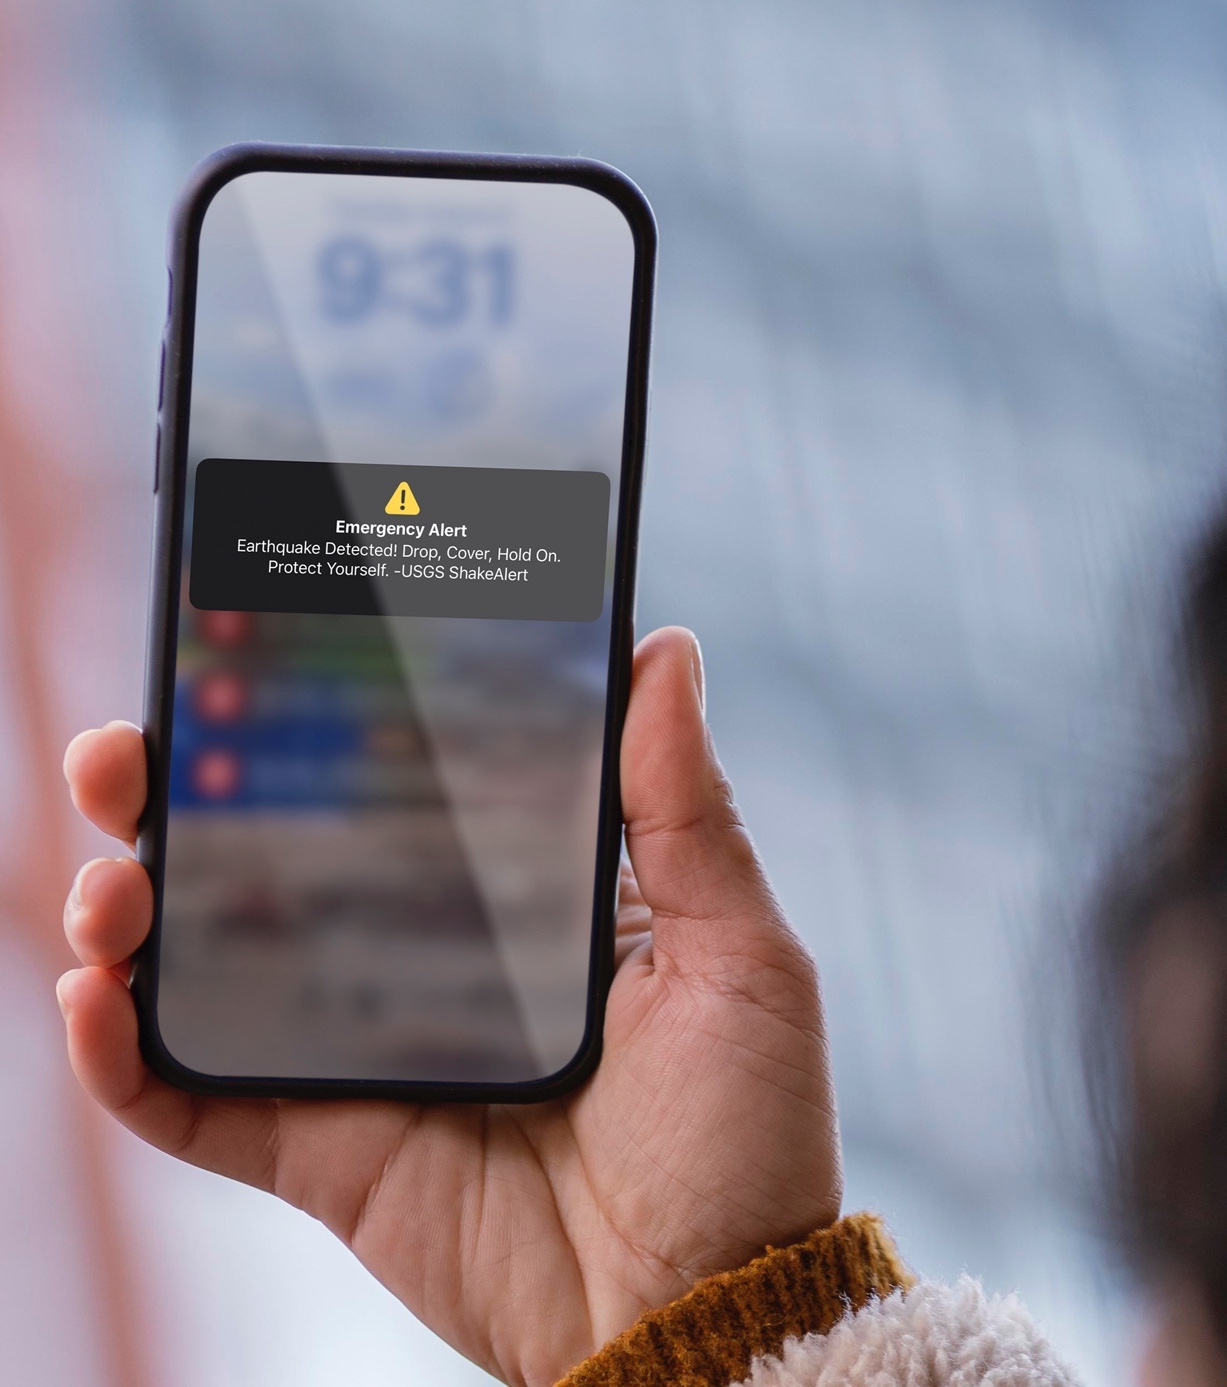 9:31
Emergency Alert
Earthquake Detected! Drop, Cover, Hold On.
Protect Yourself. -USGS ShakeAlert